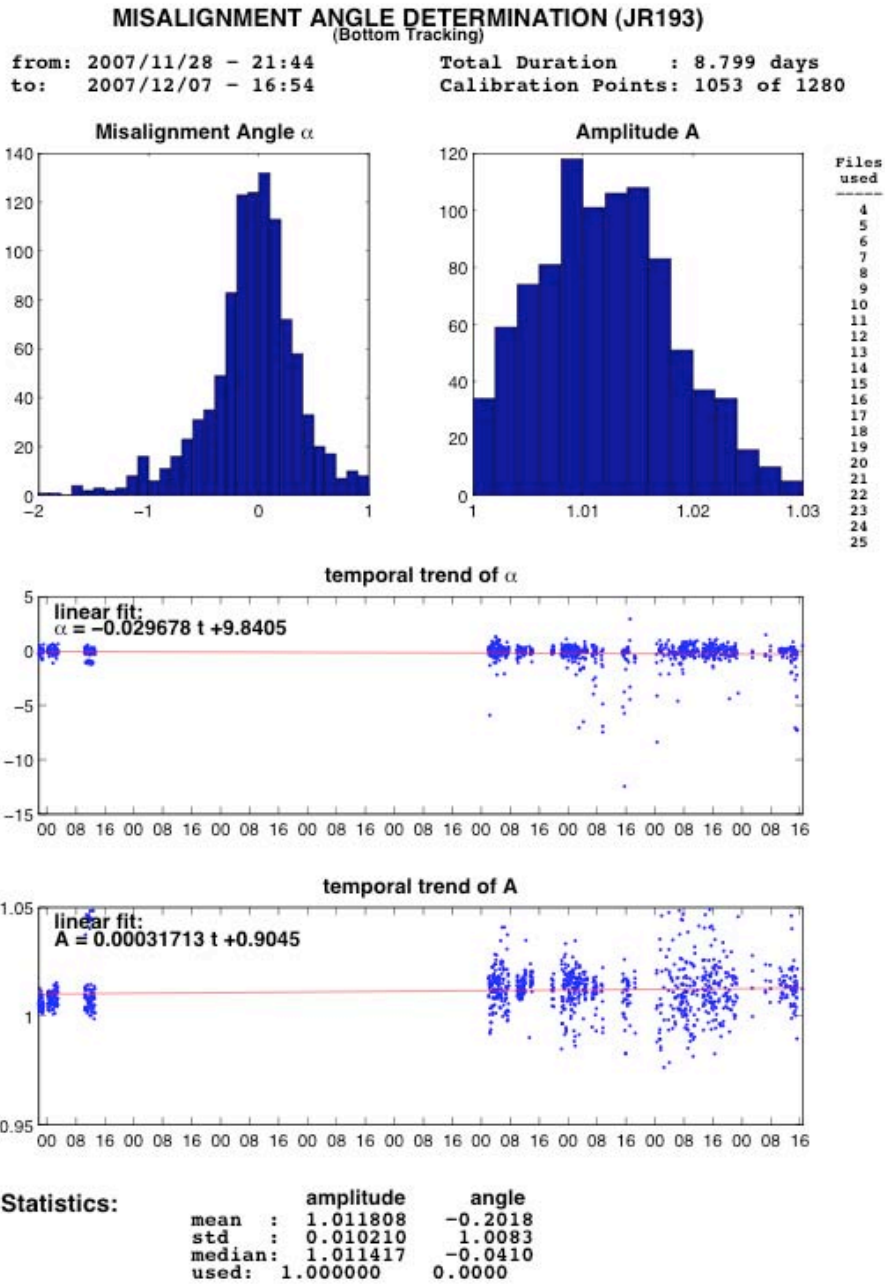 MISALIGNMENT ANGLE DETERMINATION (JR193)
(Bottom Tracking)
from: 2007/11/28 - 21:44 Total Duration : 8.799 days
to: 2007/12/07 - 16:54 Calibration Points: 1053 of 1280
Misalignment Angle α Amplitude A
Files
used
-----
4
5
6
7
8
9
10
11
12
13
14
15
16
17
18
19
20
21
22
23
24
25
140
120
100
80
60
40
20
0
−2 −1 0 1
120
100
80
60
40
20
0
1 1.01 1.02 1.03
temporal trend of α
linear fit:
α = −0.029678 t +9.8405
5
0
−5
−10
−15
00 08 16 00 08 16 00 08 16 00 08 16 00 08 16 00 08 16 00 08 16 00 08 16 00 08 16
temporal trend of A
linear fit:
A = 0.00031713 t +0.9045
1.05
1
0.95
00 08 16 00 08 16 00 08 16 00 08 16 00 08 16 00 08 16 00 08 16 00 08 16 00 08 16
Statistics: amplitude angle
mean : 1.011808 −0.2018
std : 0.010210 1.0083
median: 1.011417 −0.0410
used: 1.000000 0.0000